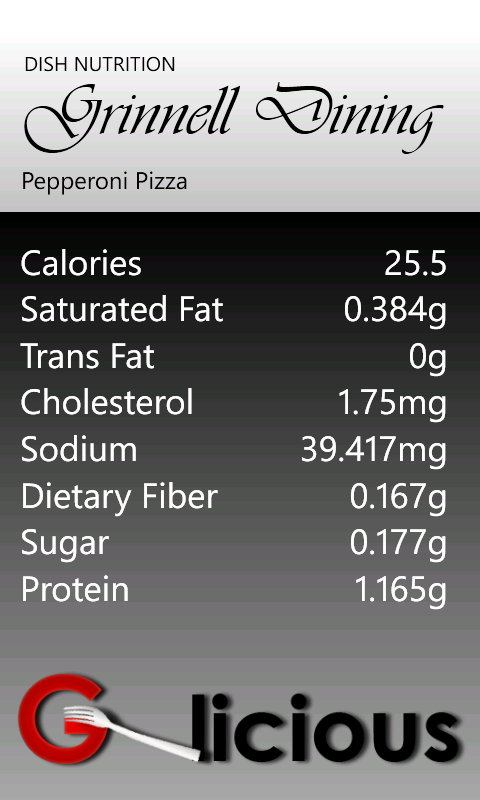 DISH NUTRITION
Grinnell Dining
Pepperoni Pizza
Calories 25.5
Saturated Fat 0.384g
Trans Fat 0g
Cholesterol 1.75mg
Sodium 39.417mg
Dietary Fiber 0.167g
Sugar 0.177g
Protein 1.165g
G-licious